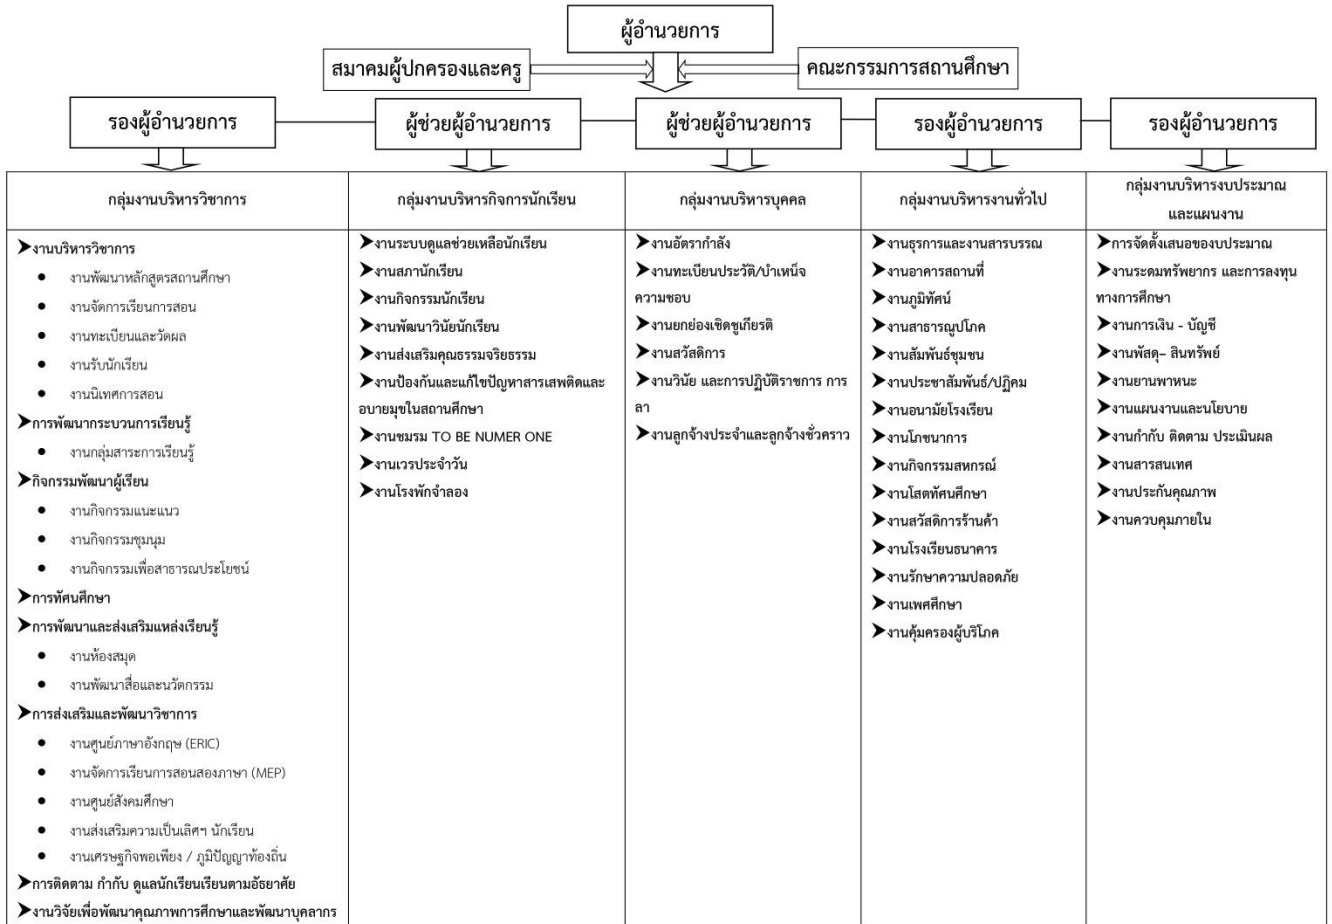 ผู้อำนวยการ
สมาคมผู้ปกครองและครู
คณะกรรมการสถานศึกษา
รองผู้อำนวยการ
ผู้ช่วยผู้อำนวยการ
ผู้ช่วยผู้อำนวยการ
รองผู้อำนวยการ
รองผู้อำนวยการ
กลุ่มงานบริหารวิชาการ
➤งานบริหารวิชาการ
● งานพัฒนาหลักสูตรสถานศึกษา
● งานจัดการเรียนการสอน
● งานทะเบียนและวัดผล
● งานรับนักเรียน
● งานนิเทศการสอน
➤การพัฒนากระบวนการเรียนรู้
● งานกลุ่มสาระการเรียนรู้
➤กิจกรรมพัฒนาผู้เรียน
● งานกิจกรรมแนะแนว
● งานกิจกรรมชุมนุม
● งานกิจกรรมเพื่อสาธารณประโยชน์
➤การทัศนศึกษา
➤การพัฒนาและส่งเสริมแหล่งเรียนรู้
● งานห้องสมุด
● งานพัฒนาสื่อและนวัตกรรม
➤การส่งเสริมและพัฒนาวิชาการ
● งานศูนย์ภาษาอังกฤษ (ERIC)
● งานจัดการเรียนการสอนสองภาษา (MEP)
● งานศูนย์สังคมศึกษา
● งานส่งเสริมความเป็นเลิศฯ นักเรียน
● งานเศรษฐกิจพอเพียง / ภูมิปัญญาท้องถิ่น
➤การติดตาม กำกับ ดูแลนักเรียนเรียนตามอัธยาศัย
➤งานวิจัยเพื่อพัฒนาคุณภาพการศึกษาและพัฒนาบุคลากร
กลุ่มงานบริหารกิจการนักเรียน
➤งานระบบดูแลช่วยเหลือนักเรียน
➤งานสภานักเรียน
➤งานกิจกรรมนักเรียน
➤งานพัฒนาวินัยนักเรียน
➤งานส่งเสริมคุณธรรมจริยธรรม
➤งานป้องกันและแก้ไขปัญหาสารเสพติดและ
อบายมุขในสถานศึกษา
➤งานชมรม TO BE NUMER ONE
➤งานเวรประจำวัน
➤งานโรงพักจำลอง
กลุ่มงานบริหารบุคคล
➤งานอัตรากำลัง
➤งานทะเบียนประวัติ/บำเหน็จ
ความชอบ
➤งานยกย่องเชิดชูเกียรติ
➤งานสวัสดิการ
➤งานวินัย และการปฏิบัติราชการ การ
ลา
➤งานลูกจ้างประจำและลูกจ้างชั่วคราว
กลุ่มงานบริหารงานทั่วไป
➤งานธุรการและงานสารบรรณ
➤งานอาคารสถานที่
➤งานภูมิทัศน์
➤งานสาธารณูปโภค
➤งานสัมพันธ์ชุมชน
➤งานประชาสัมพันธ์/ปฏิคม
➤งานอนามัยโรงเรียน
➤งานโภชนาการ
➤งานกิจกรรมสหกรณ์
➤งานโสตทัศนศึกษา
➤งานสวัสดิการร้านค้า
➤งานโรงเรียนธนาคาร
➤งานรักษาความปลอดภัย
➤งานเพศศึกษา
➤งานคุ้มครองผู้บริโภค
กลุ่มงานบริหารงบประมาณ
และแผนงาน
➤การจัดตั้งเสนอของบประมาณ
➤งานระดมทรัพยากร และการลงทุน
ทางการศึกษา
➤งานการเงิน - บัญชี
➤งานพัสดุ– สินทรัพย์
➤งานยานพาหนะ
➤งานแผนงานและนโยบาย
➤งานกำกับ ติดตาม ประเมินผล
➤งานสารสนเทศ
➤งานประกันคุณภาพ
➤งานควบคุมภายใน